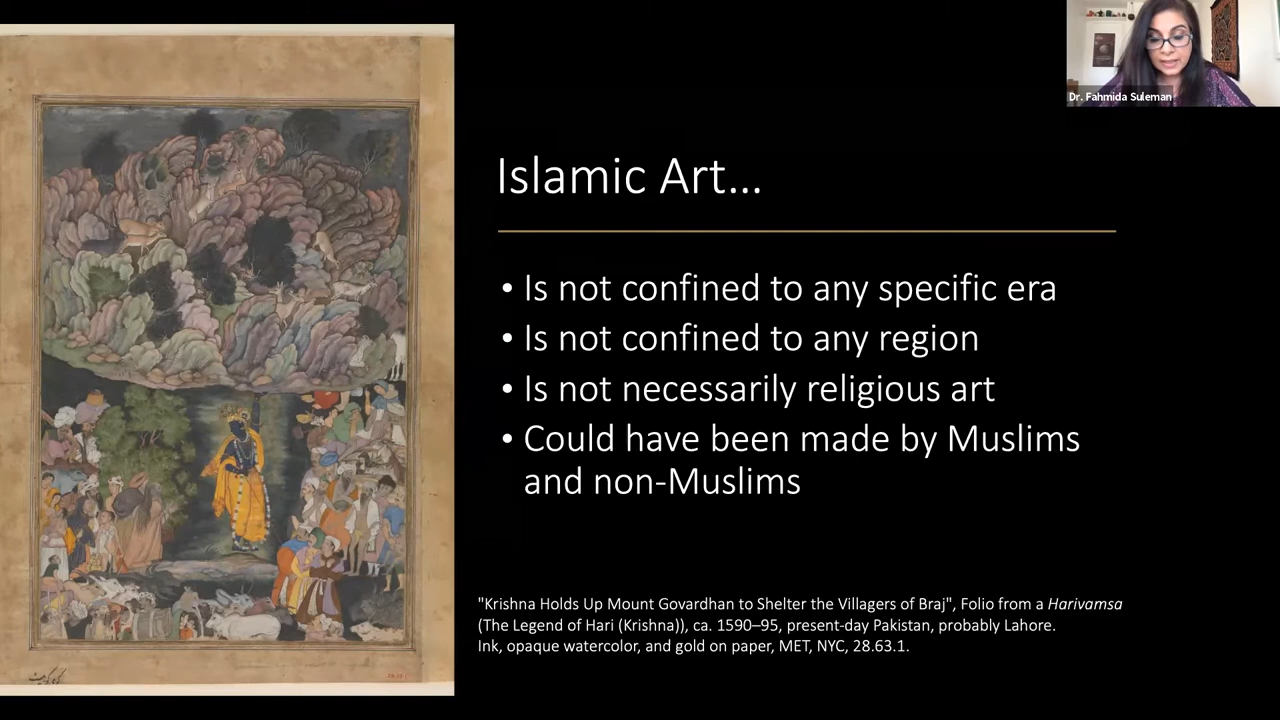 Dr. Fahmida Suleman
Islamic Art...
• Is not confined to any specific era
• Is not confined to any region
• Is not necessarily religious art
• Could have been made by Muslims
and non-Muslims
"Krishna Holds Up Mount Govardhan to Shelter the Villagers of Braj", Folio from a Harivamsa
(The Legend of Hari (Krishna)), ca. 1590–95, present-day Pakistan, probably Lahore.
Ink, opaque watercolor, and gold on paper, MET, NYC, 28.63.1.